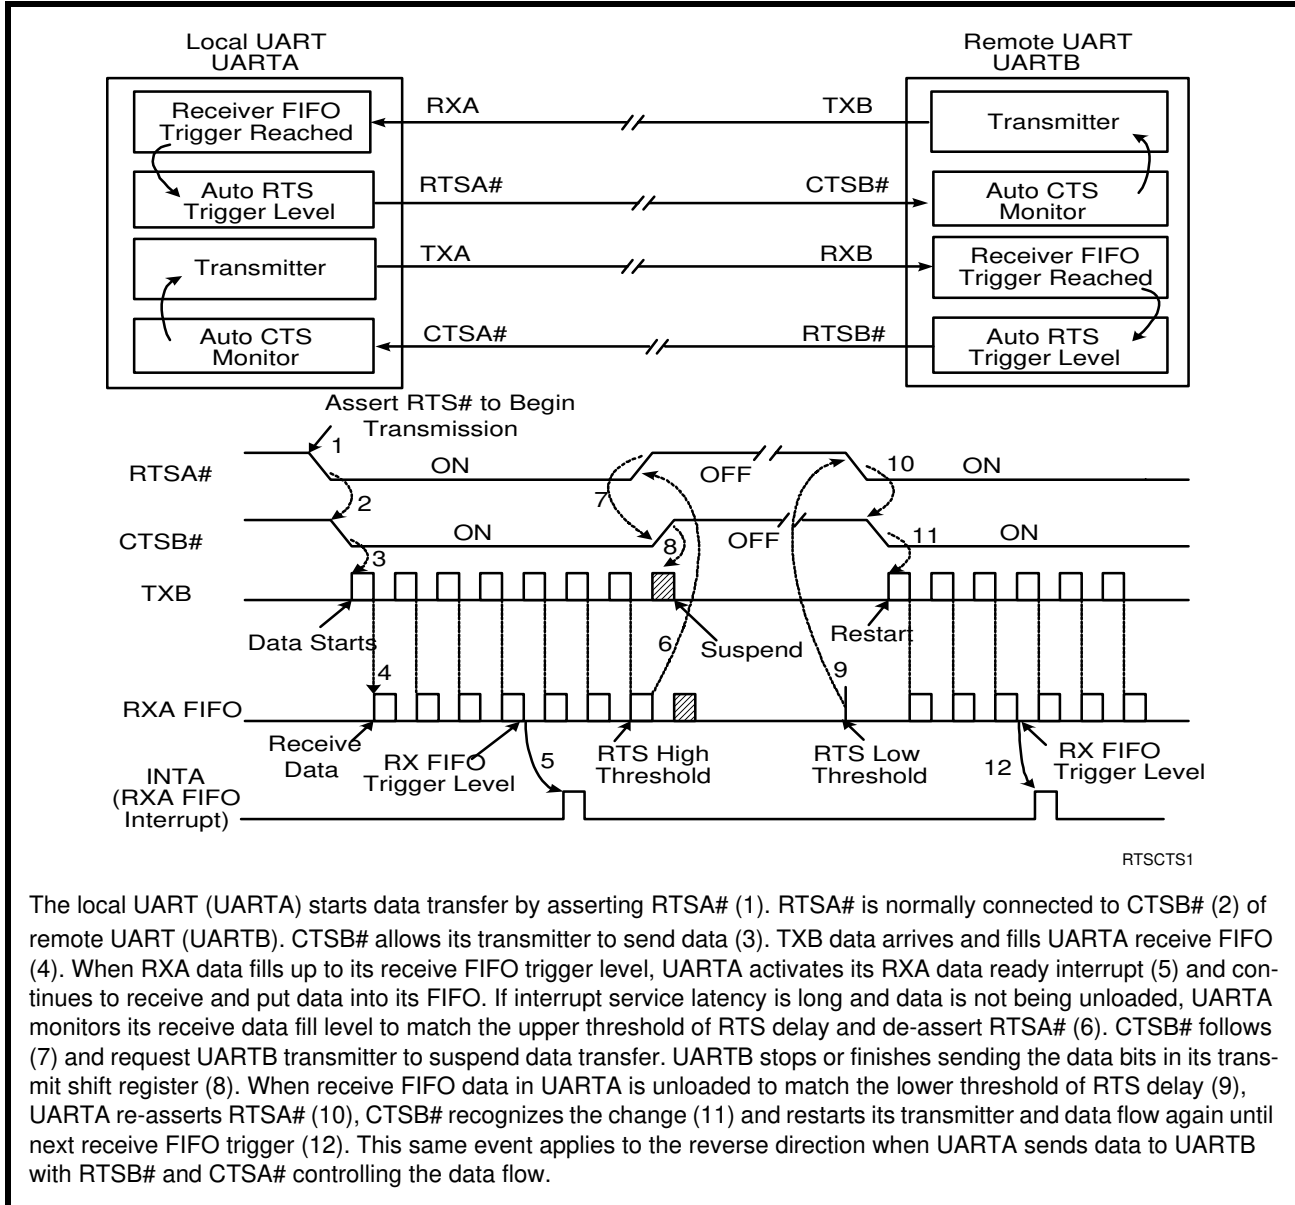 Local UART
UARTA
Remote UART
UARTB
Receiver FIFO
Trigger Reached
RXA
TXB
Transmitter
Auto RTS
Trigger Level
RTSA#
CTSB#
Auto CTS
Monitor
Transmitter
TXA
RXB
Receiver FIFO
Trigger Reached
Auto CTS
Monitor
CTSA#
RTSB#
Auto RTS
Trigger Level
Assert RTS# to Begin
Transmission
1
RTSA#
ON
OFF
10
ON
2
7
CTSB#
ON
8
OFF
11
ON
3
TXB
Data Starts
6
Suspend
Restart
4
9
RXA FIFO
Receive
Data
RX FIFO
Trigger Level
5
RTS High
Threshold
RTS Low
Threshold
12
RX FIFO
Trigger Level
INTA
(RXA FIFO
Interrupt)
RTSCTS1
The local UART (UARTA) starts data transfer by asserting RTSA# (1). RTSA# is normally connected to CTSB# (2) of
remote UART (UARTB). CTSB# allows its transmitter to send data (3). TXB data arrives and fills UARTA receive FIFO
(4). When RXA data fills up to its receive FIFO trigger level, UARTA activates its RXA data ready interrupt (5) and con-
tinues to receive and put data into its FIFO. If interrupt service latency is long and data is not being unloaded, UARTA
monitors its receive data fill level to match the upper threshold of RTS delay and de-assert RTSA# (6). CTSB# follows
(7) and request UARTB transmitter to suspend data transfer. UARTB stops or finishes sending the data bits in its trans-
mit shift register (8). When receive FIFO data in UARTA is unloaded to match the lower threshold of RTS delay (9),
UARTA re-asserts RTSA# (10), CTSB# recognizes the change (11) and restarts its transmitter and data flow again until
next receive FIFO trigger (12). This same event applies to the reverse direction when UARTA sends data to UARTB
with RTSB# and CTSA# controlling the data flow.